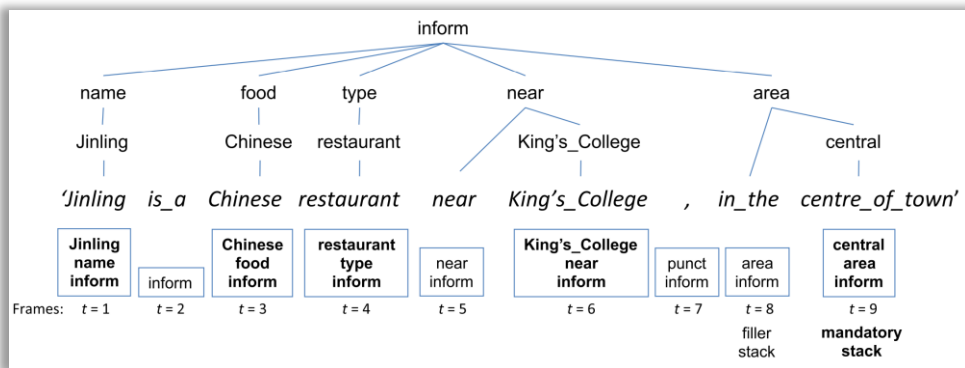 inform
name food type near area
Jinling Chinese restaurant King's_College central
‘Jinling is_a Chinese restaurant near King's_College , in_the centre_of_town’
Jinling Chinese restaurant King's_College central
name food type near punct area area
inform inform inform inform near inform inform inform inform
Frames: t = 1 t = 2 t = 3 t = 4 t = 5 t = 6 t = 7 t = 8 t = 9
filler mandatory
stack stack